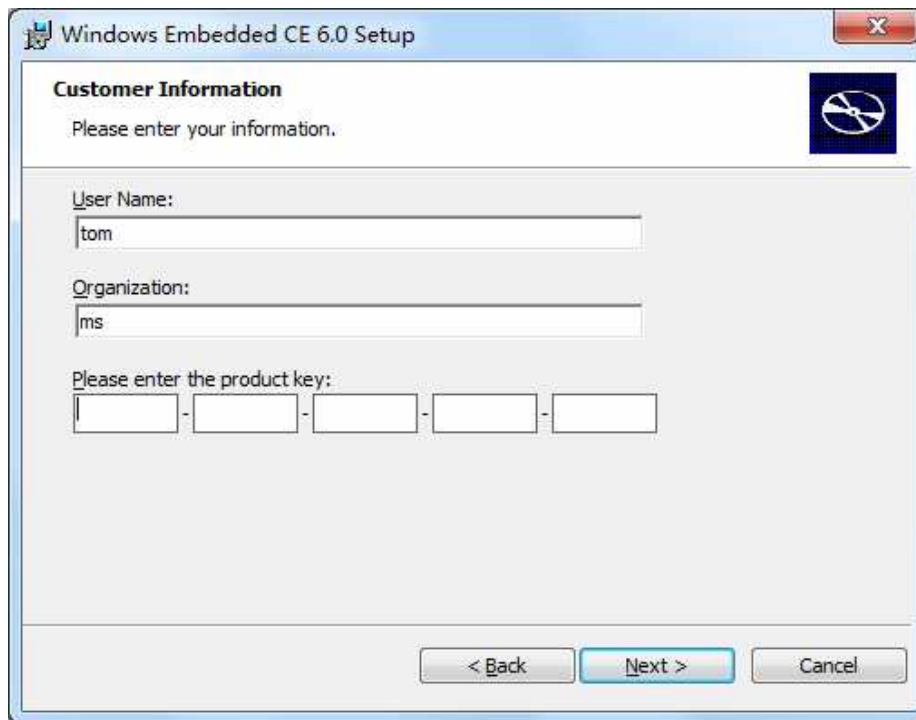 Windows Embedded CE 6.0 Setup
Customer Information
Please enter your information.
User Name:
tom
Organization:
ms
Please enter the product key:
- - - -
< Back Next > Cancel